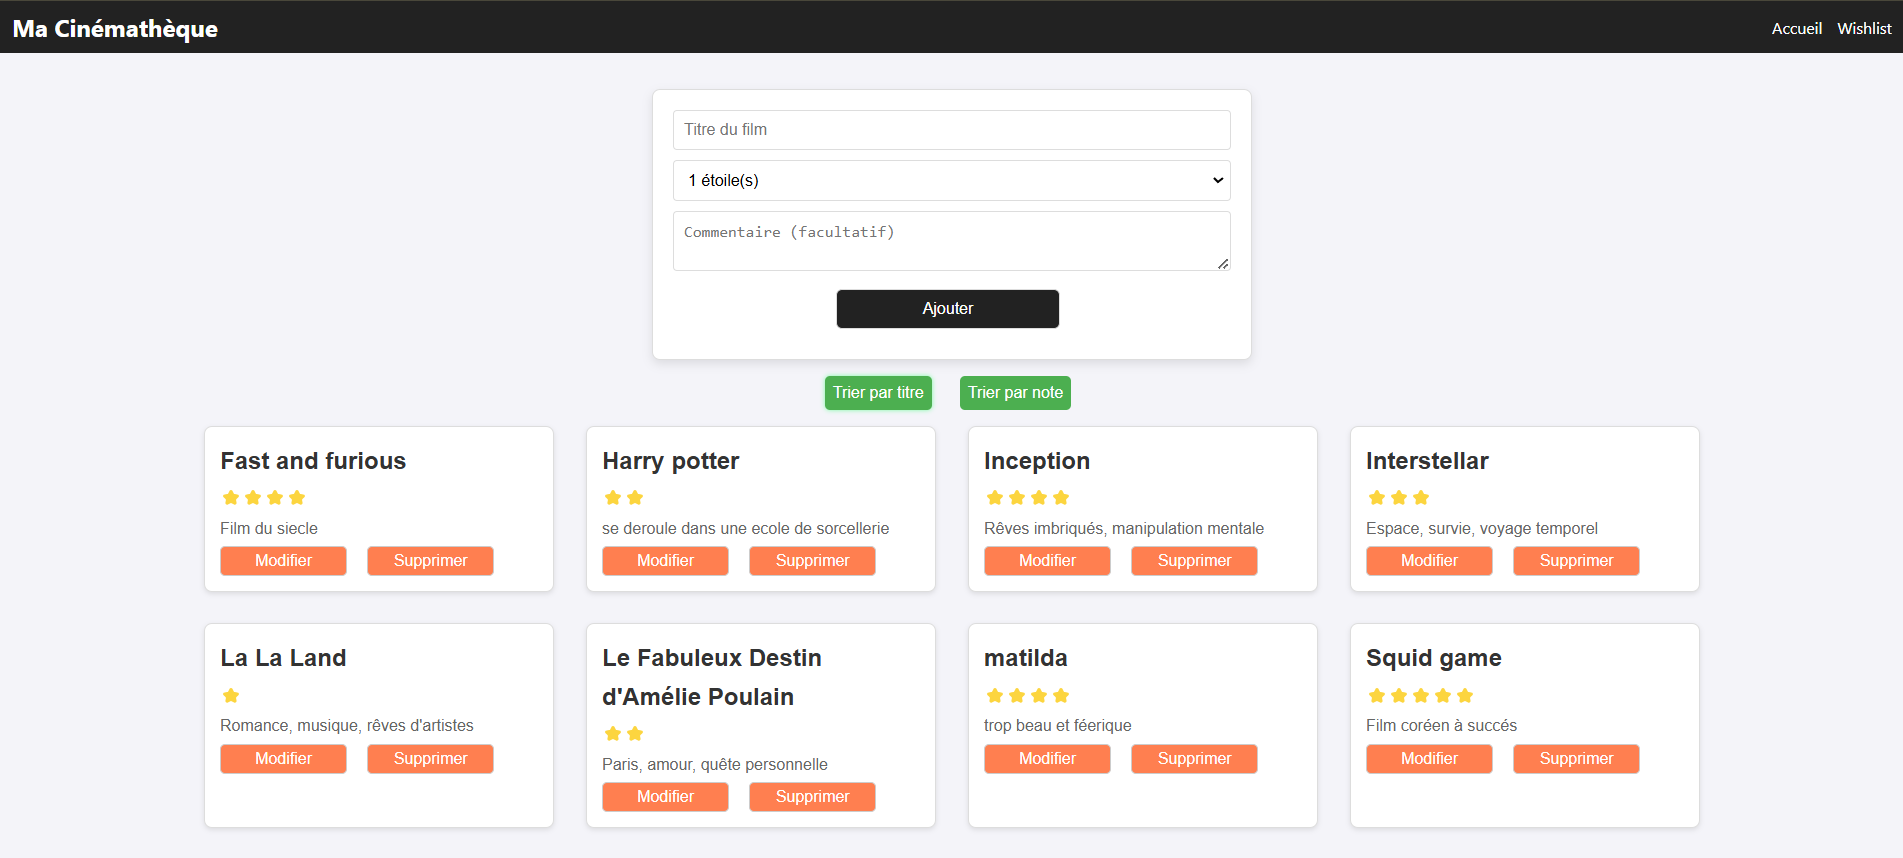 Ma Cinémathèque
Accueil Wishlist
Titre du film
1 étoile(s)
Commentaire (facultatif)
Ajouter
Trier par titre
Trier par note
Fast and furious
Film du siecle
Modifier
Supprimer
Harry potter
se deroule dans une ecole de sorcellerie
Modifier
Supprimer
Inception
Rêves imbriqués, manipulation mentale
Modifier
Supprimer
Interstellar
Espace, survie, voyage temporel
Modifier
Supprimer
La La Land
Romance, musique, rêves d'artistes
Modifier
Supprimer
Le Fabuleux Destin
d'Amélie Poulain
Paris, amour, quête personnelle
Modifier
Supprimer
matilda
trop beau et féerique
Modifier
Supprimer
Squid game
Film coréen à succés
Modifier
Supprimer